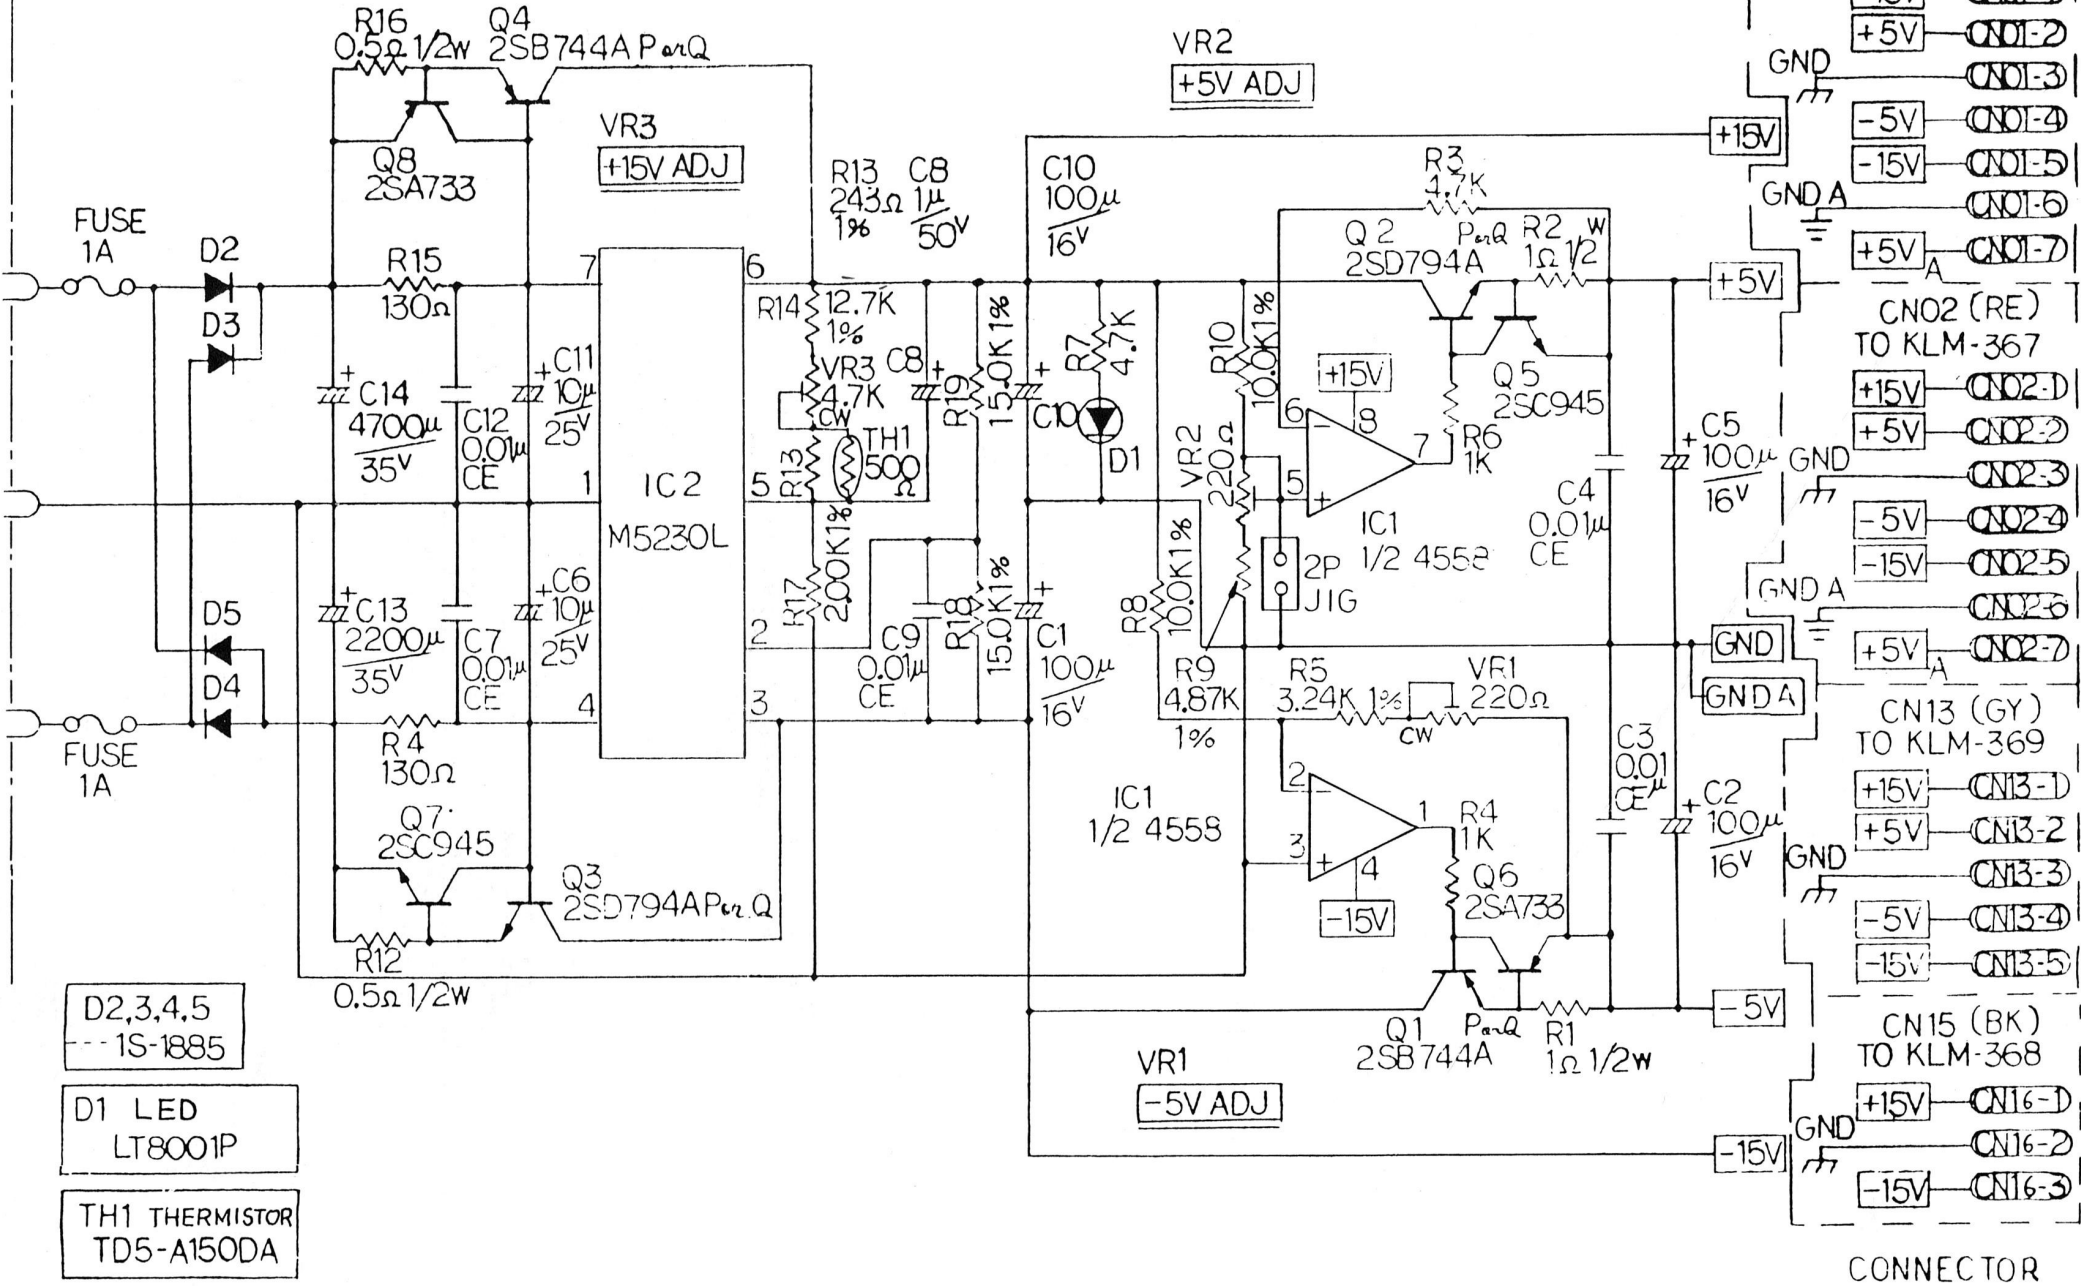 R16
0.5Ω 1/2W
Q4
2SB744A P or Q
Q8
2SA733
VR3
+15V ADJ
VR2
+5V ADJ
FUSE
1A
D2
D3
R15
130Ω
7
6
R13
243Ω
1%
C8
1μ
50V
C10
100μ
16V
+15V
R3
4.7K
Q2
2SD794A
P or Q
R2
1Ω 1/2
W
+5V
C14
4700μ
35V
+
C12
0.01μ
CE
C11
10μ
25V
+
R14
12.7K
1%
VR3
4.7K
CW
R13
TH1
500
Ω
C8
+
R19
15.0K1%
+
C10
R7
4.7K
D1
R10
10.0K1%
VR2
220Ω
+15V
6
8
7
5
−
+
R6
1K
Q5
2SC945
IC1
1/2 4558
C4
0.01μ
CE
C5
100μ
16V
+
1
5
IC2
M5230L
D5
D4
C13
2200μ
35V
+
C7
0.01μ
CE
C6
10μ
25V
+
R17
2.00K1%
2
3
4
C9
0.01μ
CE
R18
15.0K1%
+
C1
100μ
16V
R8
10.0K1%
2P
JIG
R9
4.87K
1%
R5
3.24K 1%
CW
VR1
220Ω
GND
GND A
FUSE
1A
R4
130Ω
Q7
2SC945
Q3
2SD794A P or Q
R12
0.5Ω 1/2W
IC1
1/2 4558
2
3
−
+
1
4
-15V
R4
1K
Q6
2SA733
C3
0.01
μ
CE
C2
100μ
16V
+
Q1
2SB744A
P or Q
R1
1Ω 1/2W
-5V
VR1
-5V ADJ
-15V
D2,3,4,5
--- 1S-1885
D1 LED
LT8001P
TH1 THERMISTOR
TD5-A150DA
+5V CN01-2
GND CN01-3
-5V CN01-4
-15V CN01-5
GND A CN01-6
+5V A CN01-7
CN02 (RE)
TO KLM-367
+15V CN02-1
+5V CN02-2
GND CN02-3
-5V CN02-4
-15V CN02-5
GND A CN02-6
+5V A CN02-7
CN13 (GY)
TO KLM-369
+15V CN13-1
+5V CN13-2
GND CN13-3
-5V CN13-4
-15V CN13-5
CN15 (BK)
TO KLM-368
+15V CN16-1
GND CN16-2
-15V CN16-3
CONNECTOR